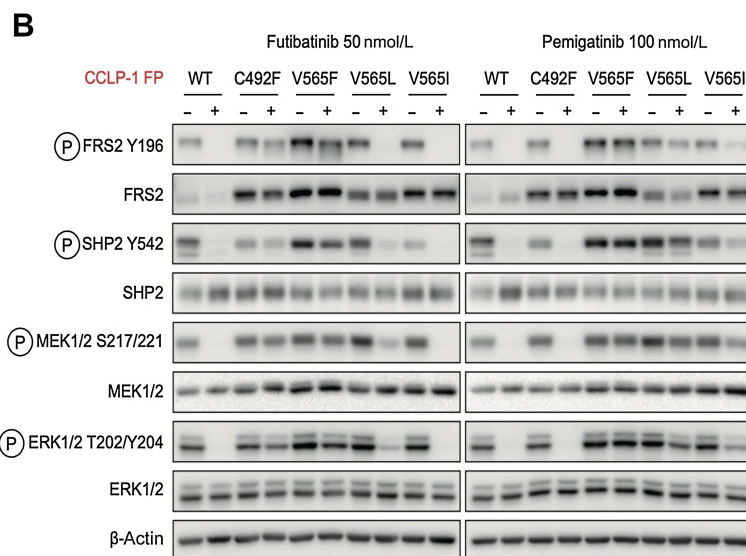 B
Futibatinib 50 nmol/L Pemigatinib 100 nmol/L
CCLP-1 FP WT C492F V565F V565L V565I WT C492F V565F V565L V565I
– + – + – + – + – + – + – + – + – + – +
P FRS2 Y196
FRS2
P SHP2 Y542
SHP2
P MEK1/2 S217/221
MEK1/2
P ERK1/2 T202/Y204
ERK1/2
β-Actin